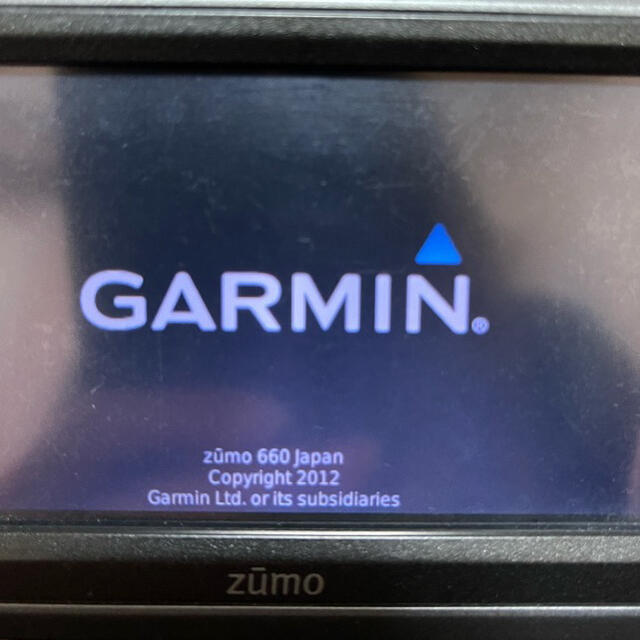 GARMIN®
zūmo 660 Japan
Copyright 2012
Garmin Ltd. or its subsidiaries
zūmo